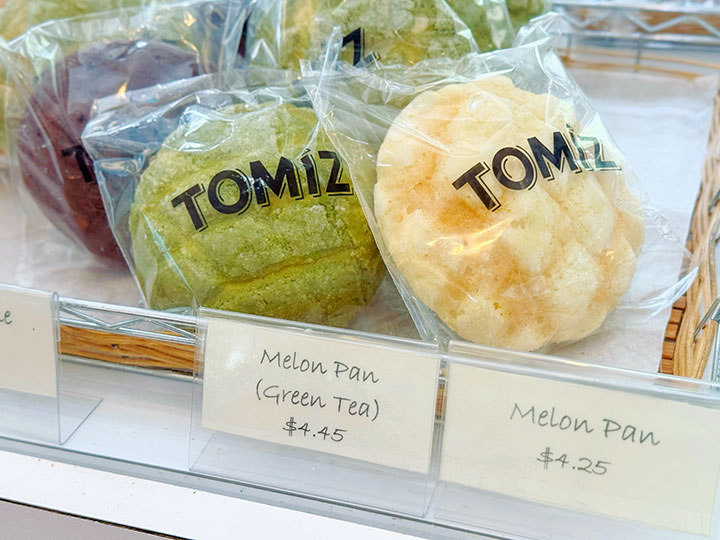 TOMIZ
TOMIZ
Melon Pan
(Green Tea)
$4.45
Melon Pan
$4.25